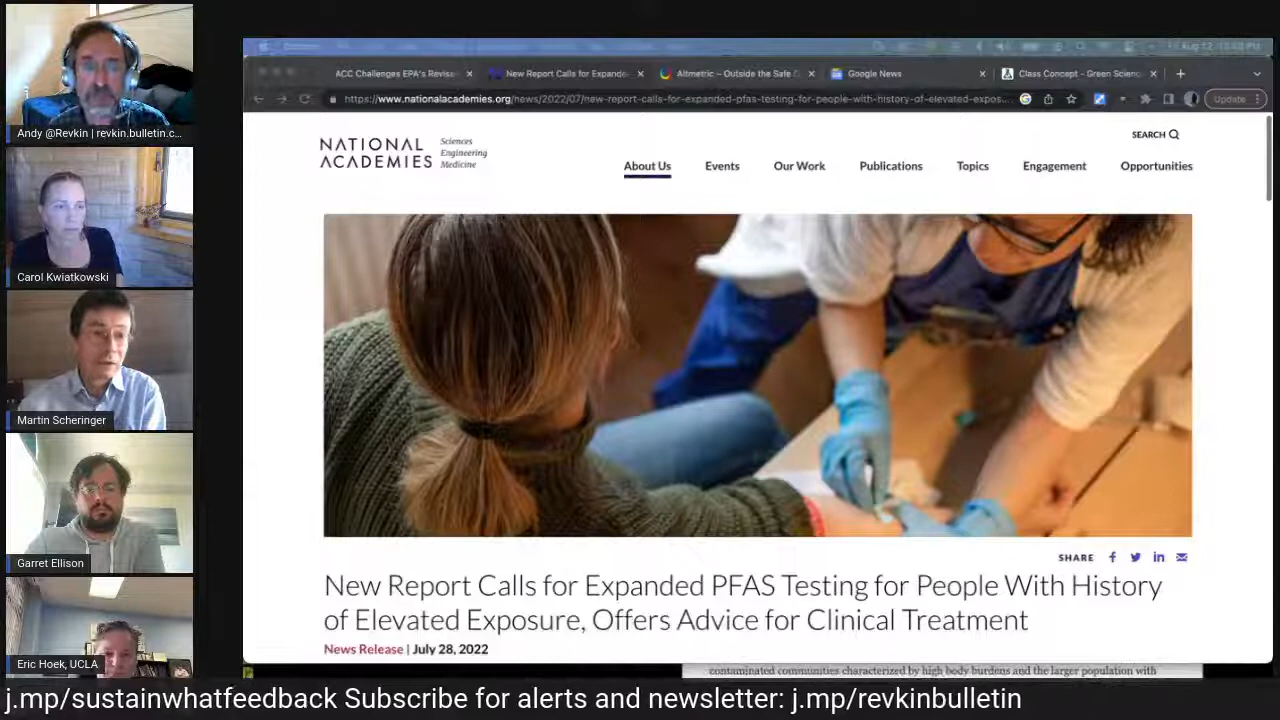 Andy @Revkin | revkin.bulletin.c...
Carol Kwiatkowski
Martin Scheringer
Garret Ellison
Eric Hoek, UCLA
ACC Challenges EPA's Revise
New Report Calls for Expande
Altmetric – Outside the Safe
Google News
Class Concept - Green Scienc
https://www.nationalacademies.org/news/2022/07/new-report-calls-for-expanded-pfas-testing-for-people-with-history-of-elevated-expos...
Update
NATIONAL
ACADEMIES
Sciences
Engineering
Medicine
SEARCH
About Us Events Our Work Publications Topics Engagement Opportunities
SHARE
New Report Calls for Expanded PFAS Testing for People With History
of Elevated Exposure, Offers Advice for Clinical Treatment
News Release | July 28, 2022
contaminated communities characterized by high body burdens and the larger population with
j.mp/sustainwhatfeedback Subscribe for alerts and newsletter: j.mp/revkinbulletin